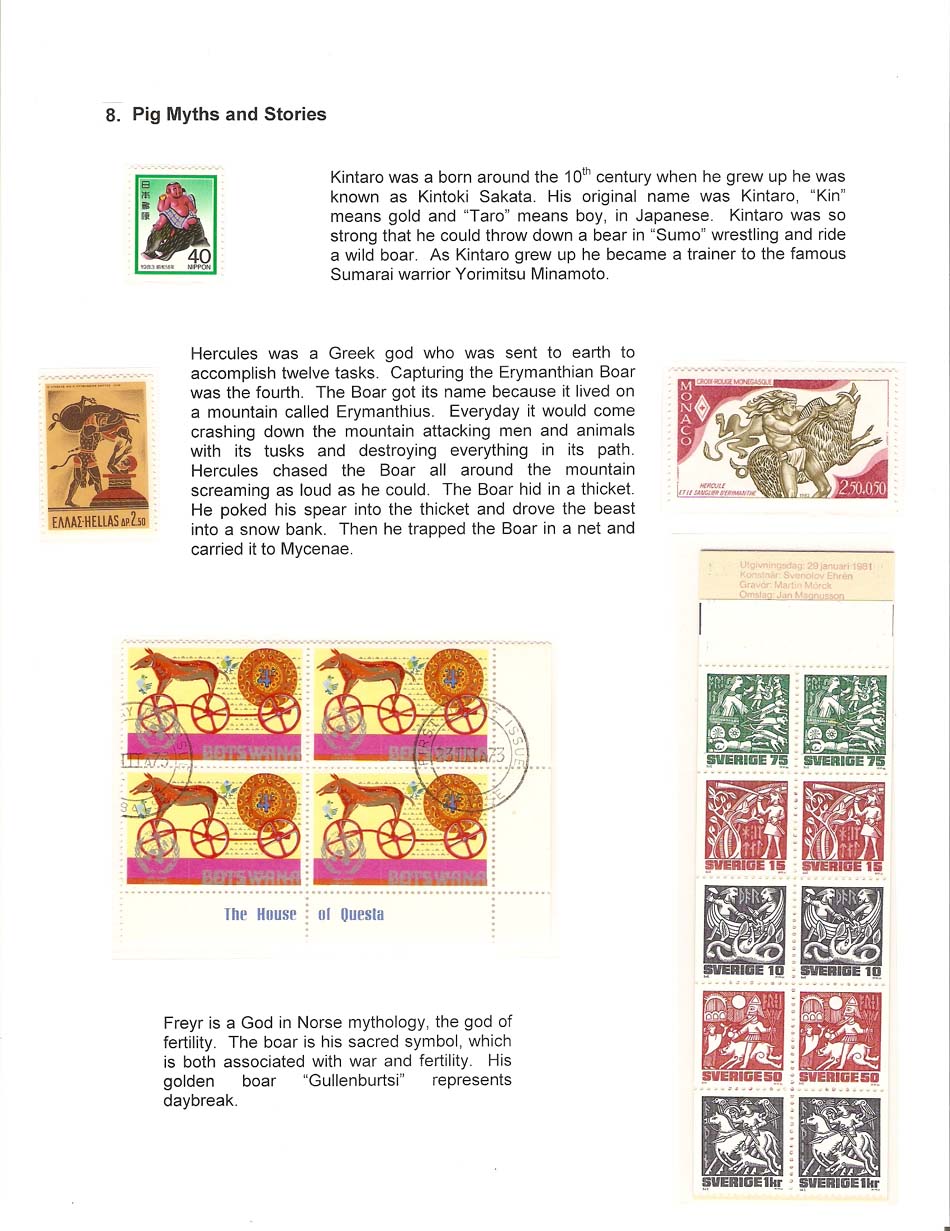 8. Pig Myths and Stories
日本郵便
40
NIPPON
Kintaro was a born around the 10th century when he grew up he was
known as Kintoki Sakata. His original name was Kintaro, “Kin”
means gold and “Taro” means boy, in Japanese. Kintaro was so
strong that he could throw down a bear in “Sumo” wrestling and ride
a wild boar. As Kintaro grew up he became a trainer to the famous
Sumarai warrior Yorimitsu Minamoto.
ΕΛΛΑΣ-HELLAS ΔΡ.2.50
Hercules was a Greek god who was sent to earth to
accomplish twelve tasks. Capturing the Erymanthian Boar
was the fourth. The Boar got its name because it lived on
a mountain called Erymanthius. Everyday it would come
crashing down the mountain attacking men and animals
with its tusks and destroying everything in its path.
Hercules chased the Boar all around the mountain
screaming as loud as he could. The Boar hid in a thicket.
He poked his spear into the thicket and drove the beast
into a snow bank. Then he trapped the Boar in a net and
carried it to Mycenae.
CROIX-ROUGE MONEGASQUE
MONACO
HERCULE
ET LE SANGLIER D'ERYMANTHE
1982
2.50+0.50
Utgivningsdag: 29 januari 1981
Konstnär: Svenolov Ehrén
Gravör: Martin Mörck
Omslag: Jan Magnusson
4c
BOTSWANA
4c
BOTSWANA
FIRST DAY OF ISSUE
23 III A73
4c
BOTSWANA
4c
BOTSWANA
The House of Questa
SVERIGE 75
SVERIGE 75
SVERIGE 15
SVERIGE 15
SVERIGE 10
SVERIGE 10
SVERIGE 50
SVERIGE 50
SVERIGE 1kr
SVERIGE 1kr
Freyr is a God in Norse mythology, the god of
fertility. The boar is his sacred symbol, which
is both associated with war and fertility. His
golden boar “Gullenburtsi” represents
daybreak.